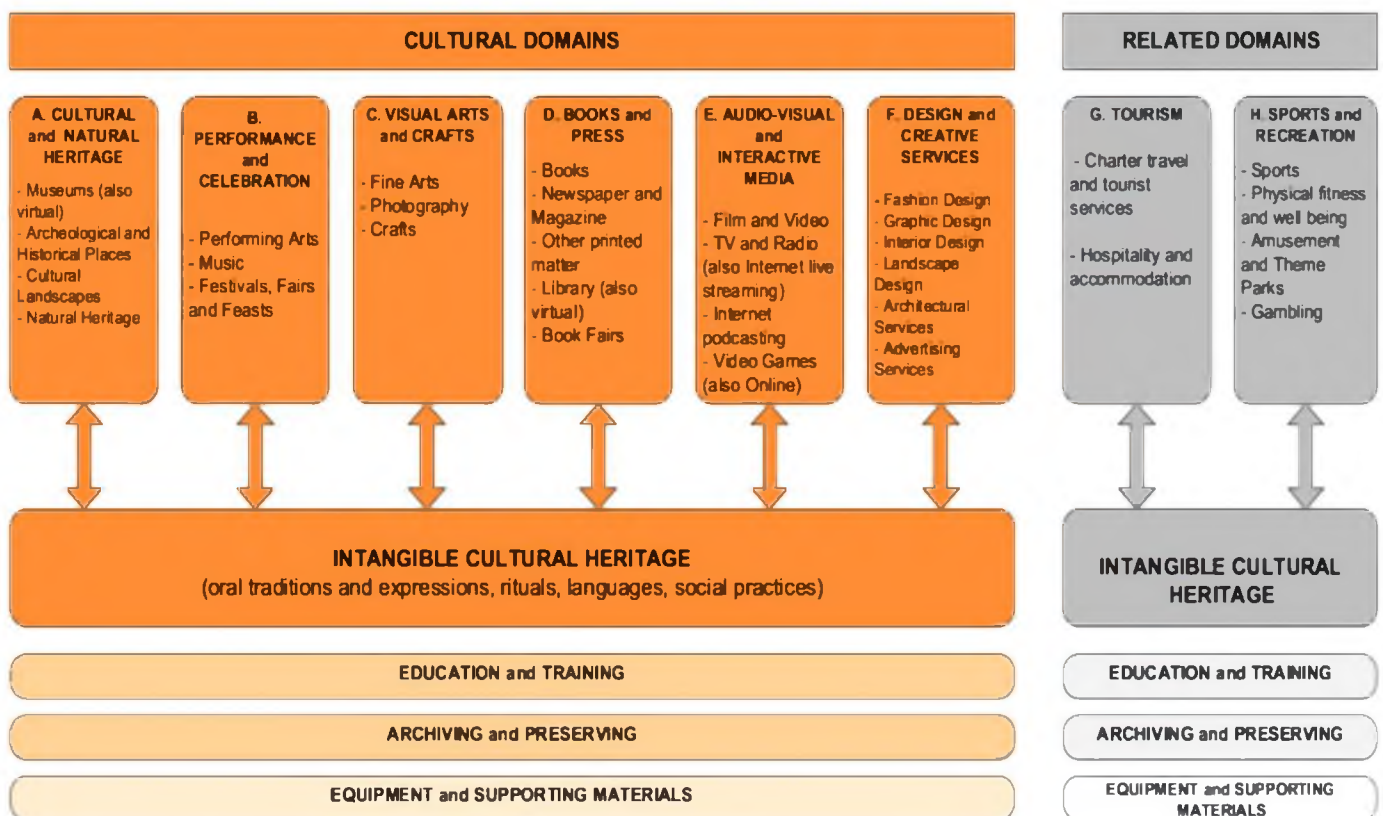 CULTURAL DOMAINS
RELATED DOMAINS
A. CULTURAL
and NATURAL
HERITAGE
- Museums (also
virtual)
- Archeological and
Historical Places
- Cultural
Landscapes
- Natural Heritage
B.
PERFORMANCE
and
CELEBRATION
- Performing Arts
- Music
- Festivals, Fairs
and Feasts
C. VISUAL ARTS
and CRAFTS
- Fine Arts
- Photography
- Crafts
D. BOOKS and
PRESS
- Books
- Newspaper and
Magazine
- Other printed
matter
- Library (also
virtual)
- Book Fairs
E. AUDIO-VISUAL
and
INTERACTIVE
MEDIA
- Film and Video
- TV and Radio
(also Internet live
streaming)
- Internet
podcasting
- Video Games
(also Online)
F. DESIGN and
CREATIVE
SERVICES
- Fashion Design
- Graphic Design
- Interior Design
- Landscape
Design
- Architectural
Services
- Advertising
Services
G. TOURISM
- Charter travel
and tourist
services
- Hospitality and
accommodation
H. SPORTS and
RECREATION
- Sports
- Physical fitness
and well being
- Amusement
and Theme
Parks
- Gambling
INTANGIBLE CULTURAL HERITAGE
(oral traditions and expressions, rituals, languages, social practices)
INTANGIBLE CULTURAL
HERITAGE
EDUCATION and TRAINING
EDUCATION and TRAINING
ARCHIVING and PRESERVING
ARCHIVING and PRESERVING
EQUIPMENT and SUPPORTING MATERIALS
EQUIPMENT and SUPPORTING
MATERIALS